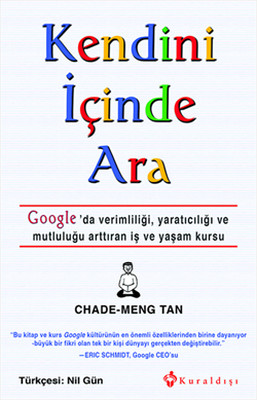 Kendini
İçinde
Ara
Google'da verimliliği, yaratıcılığı ve
mutluluğu arttıran iş ve yaşam kursu
CHADE-MENG TAN
"Bu kitap ve kurs Google kültürünün en önemli özelliklerinden birine dayanıyor
-büyük bir fikri olan tek bir kişi dünyayı gerçekten değiştirebilir."
—ERIC SCHMIDT, Google CEO'su
Türkçesi: Nil Gün
Kuraldışı